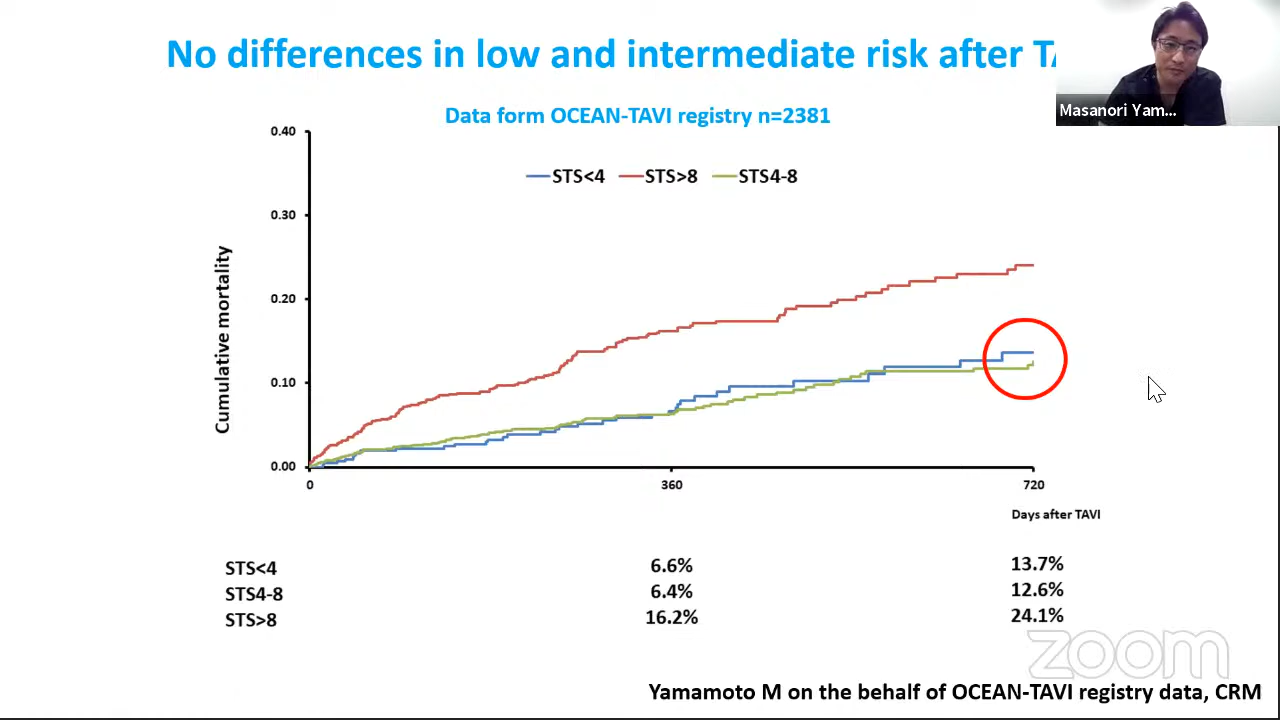 No differences in low and intermediate risk after TA
Masanori Yam...
Data form OCEAN-TAVI registry n=2381
0.40
STS<4 STS>8 STS4-8
0.30
Cumulative mortality
0.20
0.10
0.00
0 360 720
Days after TAVI
STS<4 6.6% 13.7%
STS4-8 6.4% 12.6%
STS>8 16.2% 24.1%
zoom
Yamamoto M on the behalf of OCEAN-TAVI registry data, CRM